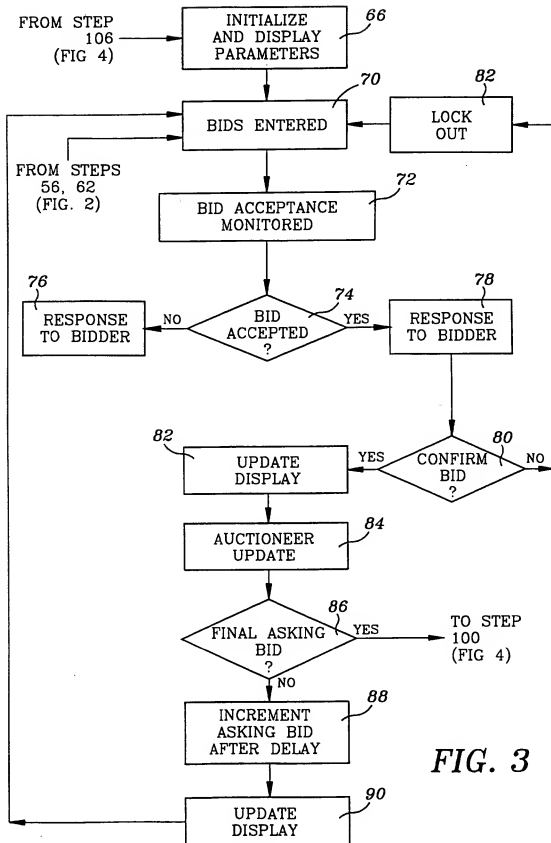 FROM STEP
106
(FIG 4)
INITIALIZE
AND DISPLAY
PARAMETERS
66
70
BIDS ENTERED
82
LOCK
OUT
FROM STEPS
56, 62
(FIG. 2)
72
BID ACCEPTANCE
MONITORED
76
RESPONSE
TO BIDDER
NO
74
BID
ACCEPTED
?
YES
78
RESPONSE
TO BIDDER
80
CONFIRM
BID
?
NO
YES
82
UPDATE
DISPLAY
84
AUCTIONEER
UPDATE
86
FINAL ASKING
BID
?
YES
TO STEP
100
(FIG 4)
NO
88
INCREMENT
ASKING BID
AFTER DELAY
FIG. 3
90
UPDATE
DISPLAY